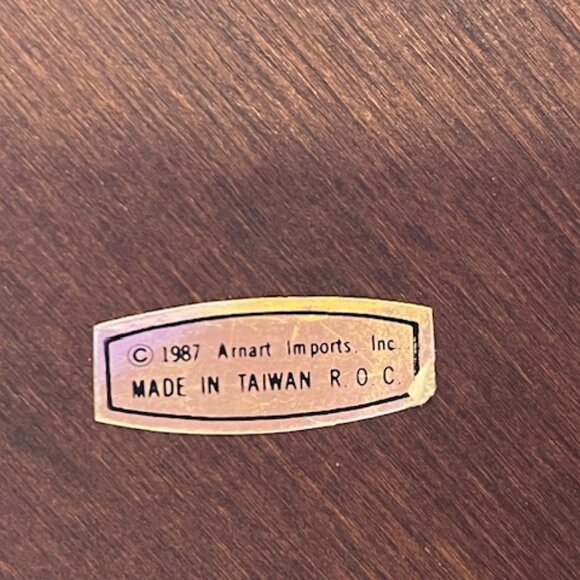 © 1987 Arnart Imports. Inc.
MADE IN TAIWAN R.O.C.